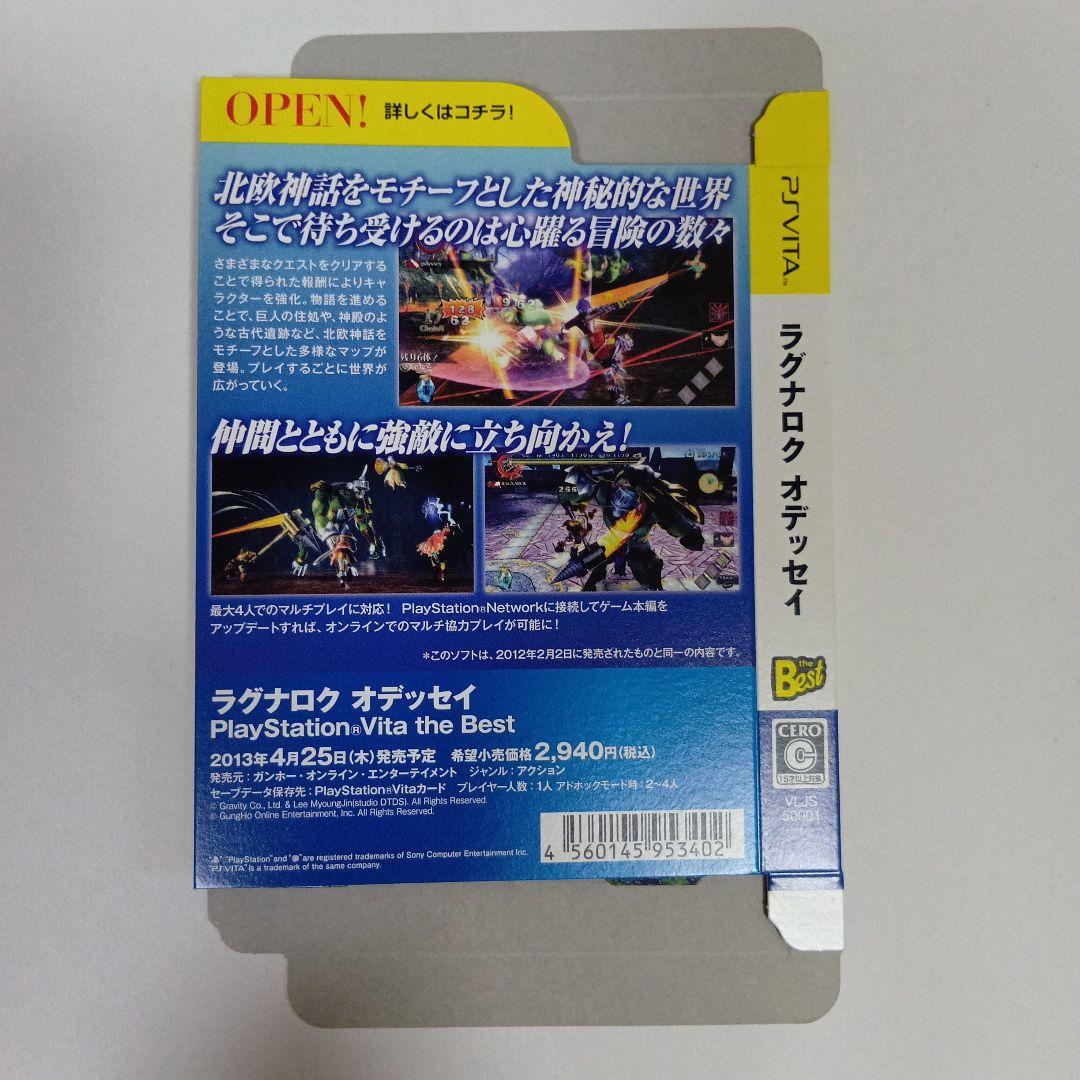 OPEN! 詳しくはコチラ!
北欧神話をモチーフとした神秘的な世界
そこで待ち受けるのは心躍る冒険の数々
さまざまなクエストをクリアする
ことで得られた報酬によりキャ
ラクターを強化。物語を進める
ことで、巨人の住処や、神殿のよ
うな古代遺跡など、北欧神話を
モチーフとした多様なマップが
登場。プレイするごとに世界が
広がっていく。
128
62
残り6体!
仲間とともに強敵に立ち向かえ!
266
最大4人でのマルチプレイに対応! PlayStation®Networkに接続してゲーム本編を
アップデートすれば、オンラインでのマルチ協力プレイが可能に!
*このソフトは、2012年2月2日に発売されたものと同一の内容です。
ラグナロク オデッセイ
PlayStation®Vita the Best
2013年4月25日(木)発売予定 希望小売価格2,940円(税込)
発売元:ガンホー・オンライン・エンターテイメント ジャンル:アクション
セーブデータ保存先:PlayStation®Vitaカード プレイヤー人数:1人 アドホックモード時:2〜4人
© Gravity Co., Ltd. & Lee MyoungJin(studio DTDS). All Rights Reserved.
© GungHo Online Entertainment, Inc. All Rights Reserved.
"PlayStation" and " " are registered trademarks of Sony Computer Entertainment Inc.
"PSVITA" is a trademark of the same company.
4 560145 953402
PSVITA™
ラグナロク オデッセイ
the Best
CERO
C
15才以上対象
VLJS
50001